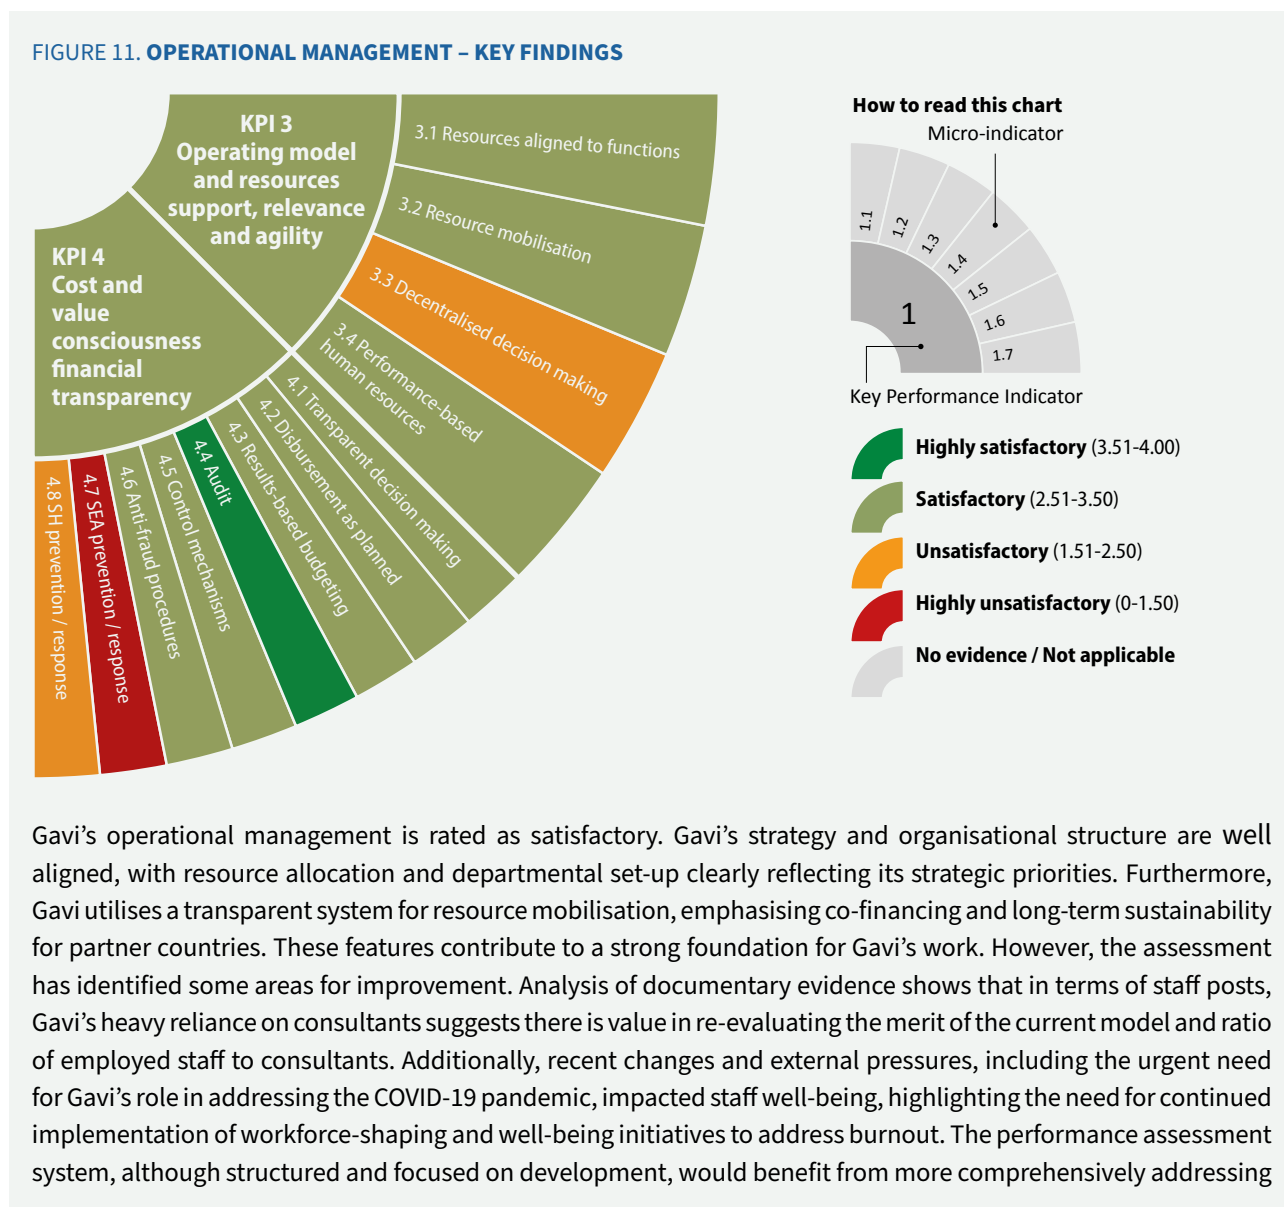 FIGURE 11. OPERATIONAL MANAGEMENT – KEY FINDINGS
KPI 3
Operating model
and resources
support, relevance
and agility
KPI 4
Cost and
value
consciousness
financial
transparency
3.1 Resources aligned to functions
3.2 Resource mobilisation
3.3 Decentralised decision making
3.4 Performance-based
human resources
4.1 Transparent decision making
4.2 Disbursement as planned
4.3 Results-based budgeting
4.4 Audit
4.5 Control mechanisms
4.6 Anti-fraud procedures
4.7 SEA prevention / response
4.8 SH prevention / response
How to read this chart
Micro-indicator
1.1
1.2
1.3
1.4
1.5
1.6
1.7
1
Key Performance Indicator
Highly satisfactory (3.51-4.00)
Satisfactory (2.51-3.50)
Unsatisfactory (1.51-2.50)
Highly unsatisfactory (0-1.50)
No evidence / Not applicable
Gavi’s operational management is rated as satisfactory. Gavi’s strategy and organisational structure are well
aligned, with resource allocation and departmental set-up clearly reflecting its strategic priorities. Furthermore,
Gavi utilises a transparent system for resource mobilisation, emphasising co-financing and long-term sustainability
for partner countries. These features contribute to a strong foundation for Gavi’s work. However, the assessment
has identified some areas for improvement. Analysis of documentary evidence shows that in terms of staff posts,
Gavi’s heavy reliance on consultants suggests there is value in re-evaluating the merit of the current model and ratio
of employed staff to consultants. Additionally, recent changes and external pressures, including the urgent need
for Gavi’s role in addressing the COVID-19 pandemic, impacted staff well-being, highlighting the need for continued
implementation of workforce-shaping and well-being initiatives to address burnout. The performance assessment
system, although structured and focused on development, would benefit from more comprehensively addressing